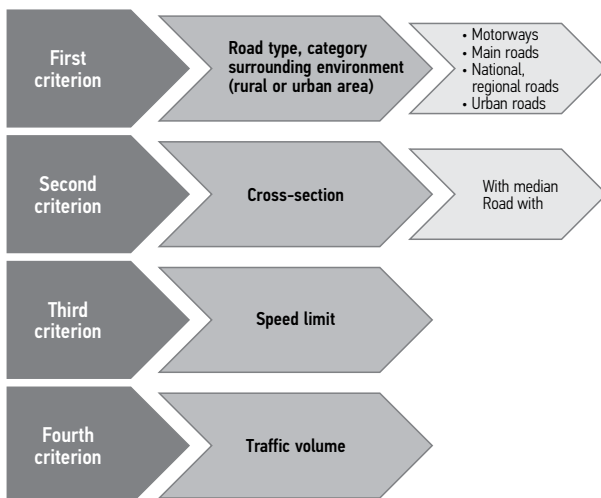 First
criterion
Road type, category
surrounding environment
(rural or urban area)
• Motorways
• Main roads
• National,
regional roads
• Urban roads
Second
criterion
Cross-section
With median
Road with
Third
criterion
Speed limit
Fourth
criterion
Traffic volume